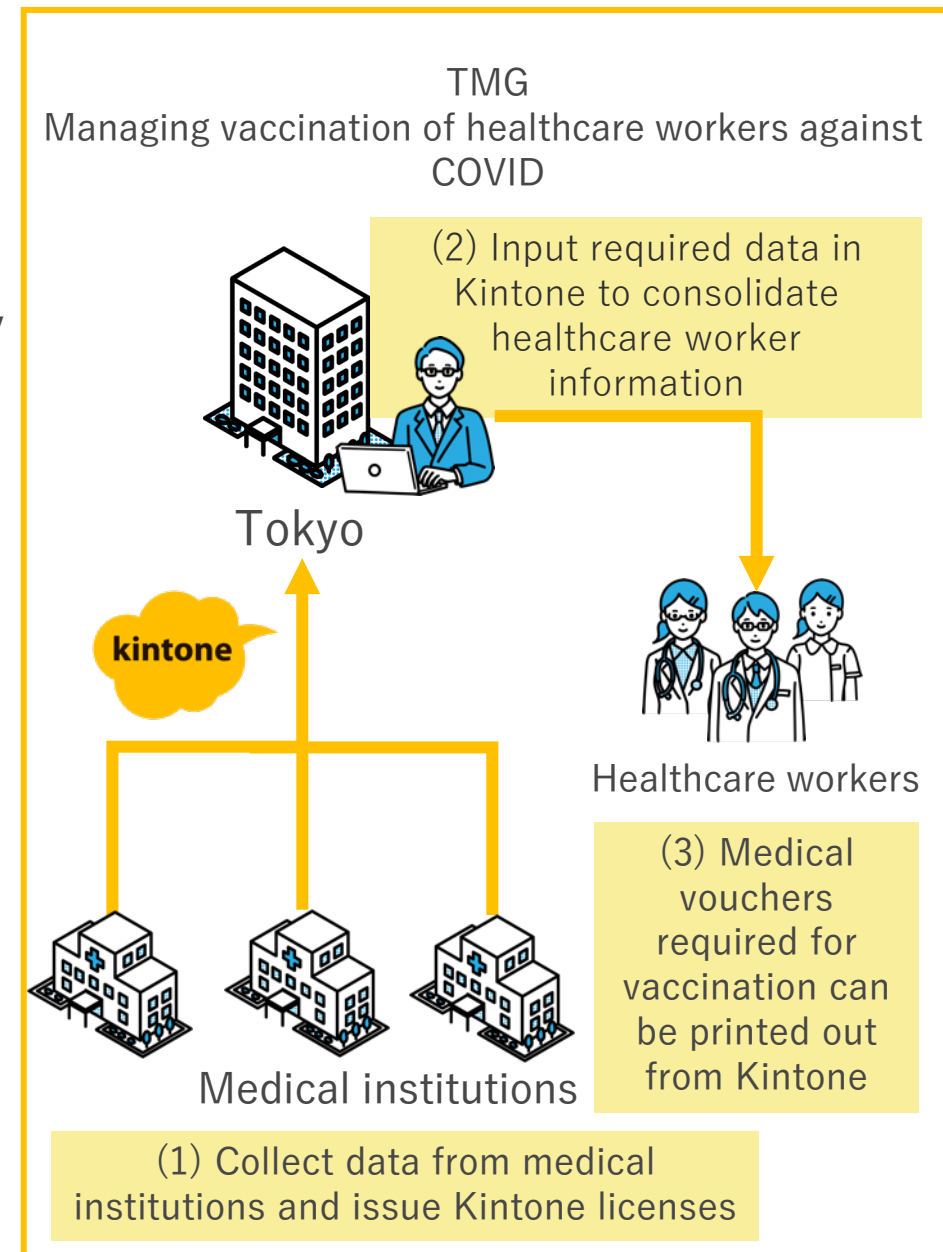 TMG
Managing vaccination of healthcare workers against
COVID
(2) Input required data in
Kintone to consolidate
healthcare worker
information
Tokyo
kintone
Healthcare workers
(3) Medical
vouchers
required for
vaccination can
be printed out
from Kintone
Medical institutions
(1) Collect data from medical
institutions and issue Kintone licenses